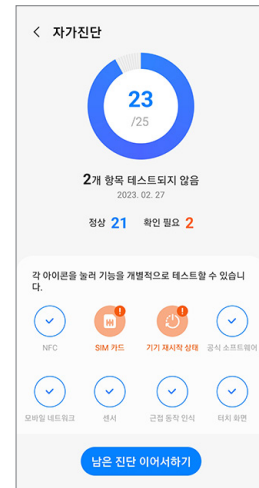 < 자가진단
23
/25
2개 항목 테스트되지 않음
2023. 02. 27
정상 21 확인 필요 2
각 아이콘을 눌러 기능을 개별적으로 테스트할 수 있습니
다.
NFC SIM 카드 기기 재시작 상태 공식 소프트웨어
모바일 네트워크 센서 근접 동작 인식 터치 화면
남은 진단 이어서하기